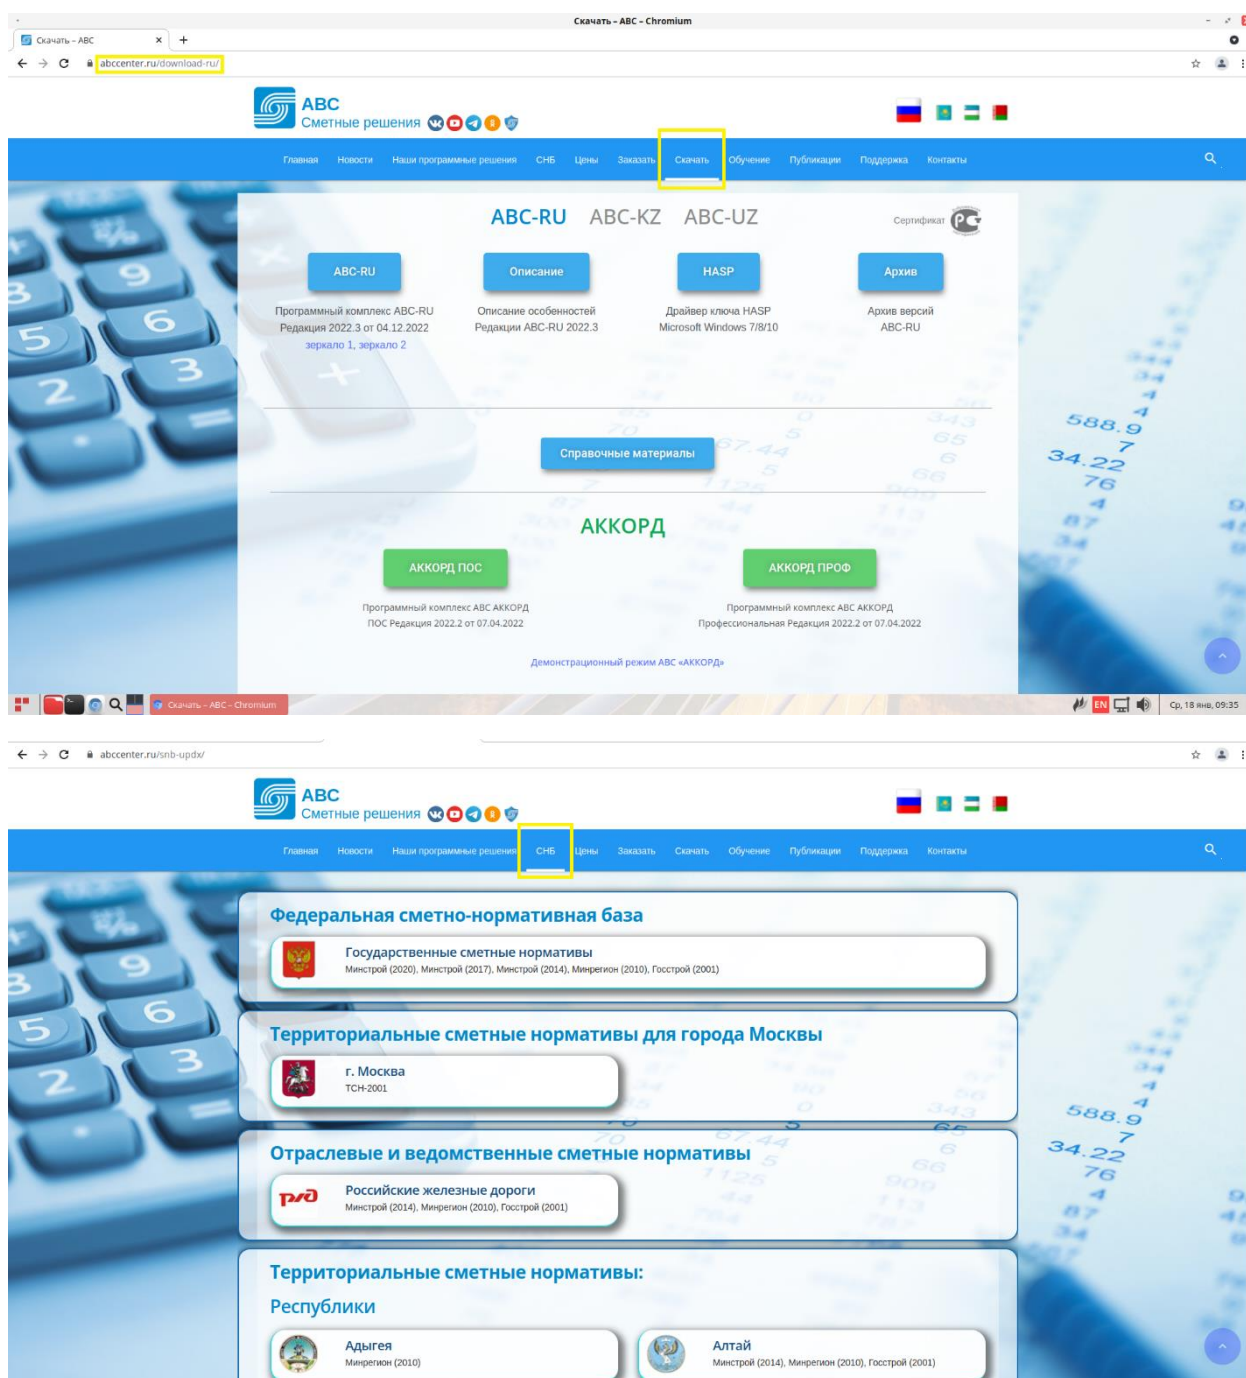 Скачать – ABC – Chromium
Скачать – ABC
abccenter.ru/download-ru/
АВС
Сметные решения
Главная Новости Наши программные решения СНБ Цены Заказать Скачать Обучение Публикации Поддержка Контакты
ABC-RU ABC-KZ ABC-UZ Сертификат
ABC-RU Описание HASP Архив
Программный комплекс ABC-RU Описание особенностей Драйвер ключа HASP Архив версий
Редакция 2022.3 от 04.12.2022 Редакции ABC-RU 2022.3 Microsoft Windows 7/8/10 ABC-RU
зеркало 1, зеркало 2
Справочные материалы
АККОРД
АККОРД ПОС АККОРД ПРОФ
Программный комплекс АВС АККОРД Программный комплекс АВС АККОРД
ПОС Редакция 2022.2 от 07.04.2022 Профессиональная Редакция 2022.2 от 07.04.2022
Демонстрационный режим АВС «АККОРД»
Скачать – ABC – Chromium EN Ср, 18 янв, 09:35
abccenter.ru/snb-updx/
АВС
Сметные решения
Главная Новости Наши программные решения СНБ Цены Заказать Скачать Обучение Публикации Поддержка Контакты
Федеральная сметно-нормативная база
Государственные сметные нормативы
Минстрой (2020), Минстрой (2017), Минстрой (2014), Минрегион (2010), Госстрой (2001)
Территориальные сметные нормативы для города Москвы
г. Москва
ТСН-2001
Отраслевые и ведомственные сметные нормативы
Российские железные дороги
Минстрой (2014), Минрегион (2010), Госстрой (2001)
Территориальные сметные нормативы:
Республики
Адыгея Алтай
Минрегион (2010) Минстрой (2014), Минрегион (2010), Госстрой (2001)